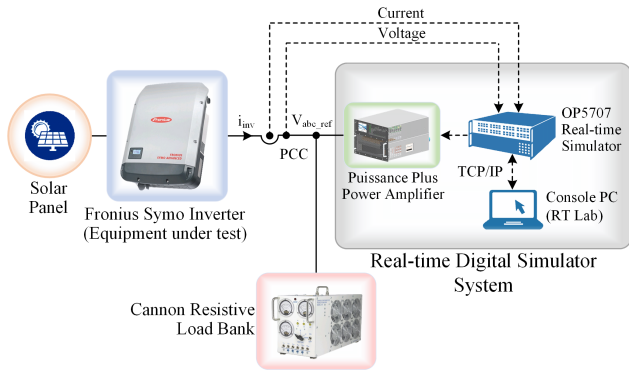 Current
Voltage
i_inv
V_abc_ref
PCC
Solar
Panel
Fronius Symo Inverter
(Equipment under test)
Puissance Plus
Power Amplifier
OP5707
Real-time
Simulator
TCP/IP
Console PC
(RT Lab)
Real-time Digital Simulator
System
Cannon Resistive
Load Bank